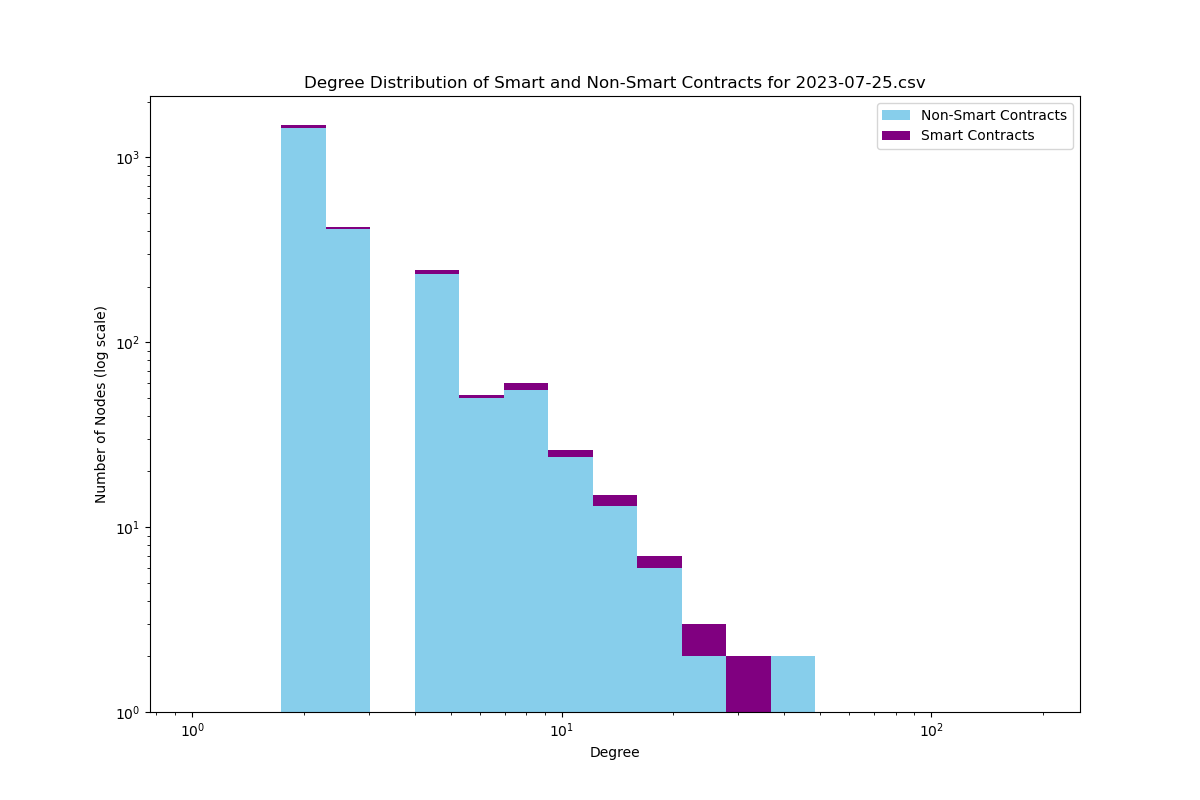 Degree Distribution of Smart and Non-Smart Contracts for 2023-07-25.csv
Non-Smart Contracts
Smart Contracts
Number of Nodes (log scale)
10³
10²
10¹
10⁰
10⁰ 10¹ 10²
Degree